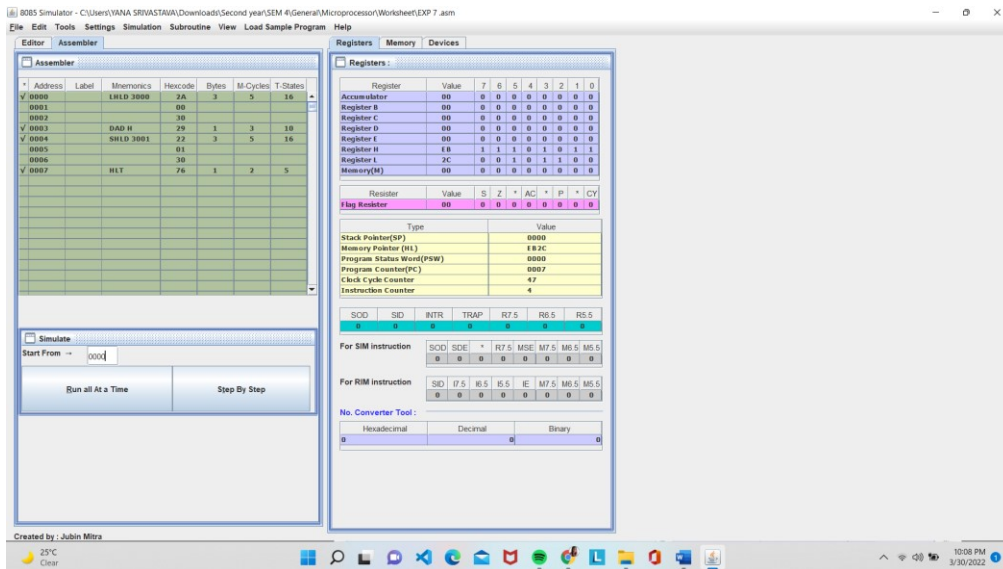 8085 Simulator - C:\Users\YANA SRIVASTAVA\Downloads\Second year\SEM 4\General\Microprocessor\Worksheet\EXP 7 .asm
File Edit Tools Settings Simulation Subroutine View Load Sample Program Help
Editor Assembler
Assembler
* Address Label Mnemonics Hexcode Bytes M-Cycles T-States
√ 0000 LHLD 3000 2A 3 5 16
0001 00
0002 30
√ 0003 DAD H 29 1 3 10
√ 0004 SHLD 3001 22 3 5 16
0005 01
0006 30
√ 0007 HLT 76 1 2 5
Simulate
Start From → 0000
Run all At a Time Step By Step
Created by : Jubin Mitra
Registers Memory Devices
Registers :
Register Value 7 6 5 4 3 2 1 0
Accumulator 00 0 0 0 0 0 0 0 0
Register B 00 0 0 0 0 0 0 0 0
Register C 00 0 0 0 0 0 0 0 0
Register D 00 0 0 0 0 0 0 0 0
Register E 00 0 0 0 0 0 0 0 0
Register H EB 1 1 1 0 1 0 1 1
Register L 2C 0 0 1 0 1 1 0 0
Memory(M) 00 0 0 0 0 0 0 0 0
Resister Value S Z * AC * P * CY
Flag Resister 00 0 0 0 0 0 0 0 0
Type Value
Stack Pointer(SP) 0000
Memory Pointer (HL) EB2C
Program Status Word(PSW) 0000
Program Counter(PC) 0007
Clock Cycle Counter 47
Instruction Counter 4
SOD SID INTR TRAP R7.5 R6.5 R5.5
0 0 0 0 0 0 0
For SIM instruction SOD SDE * R7.5 MSE M7.5 M6.5 M5.5
0 0 0 0 0 0 0 0
For RIM instruction SID I7.5 I6.5 I5.5 IE M7.5 M6.5 M5.5
0 0 0 0 0 0 0 0
No. Converter Tool :
Hexadecimal Decimal Binary
0 0 0
25°C
Clear
10:08 PM
3/30/2022
1